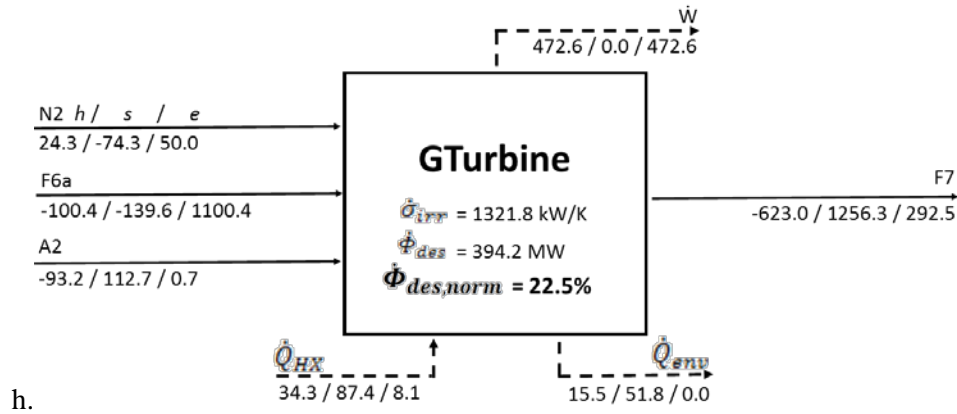 Ẇ
472.6 / 0.0 / 472.6
N2 h / s / e
24.3 / -74.3 / 50.0
GTurbine
F6a
-100.4 / -139.6 / 1100.4
F7
-623.0 / 1256.3 / 292.5
σ̇irr = 1321.8 kW/K
A2
-93.2 / 112.7 / 0.7
Φ̇des = 394.2 MW
Φ̇des,norm = 22.5%
Q̇HX
34.3 / 87.4 / 8.1
Q̇env
15.5 / 51.8 / 0.0
h.